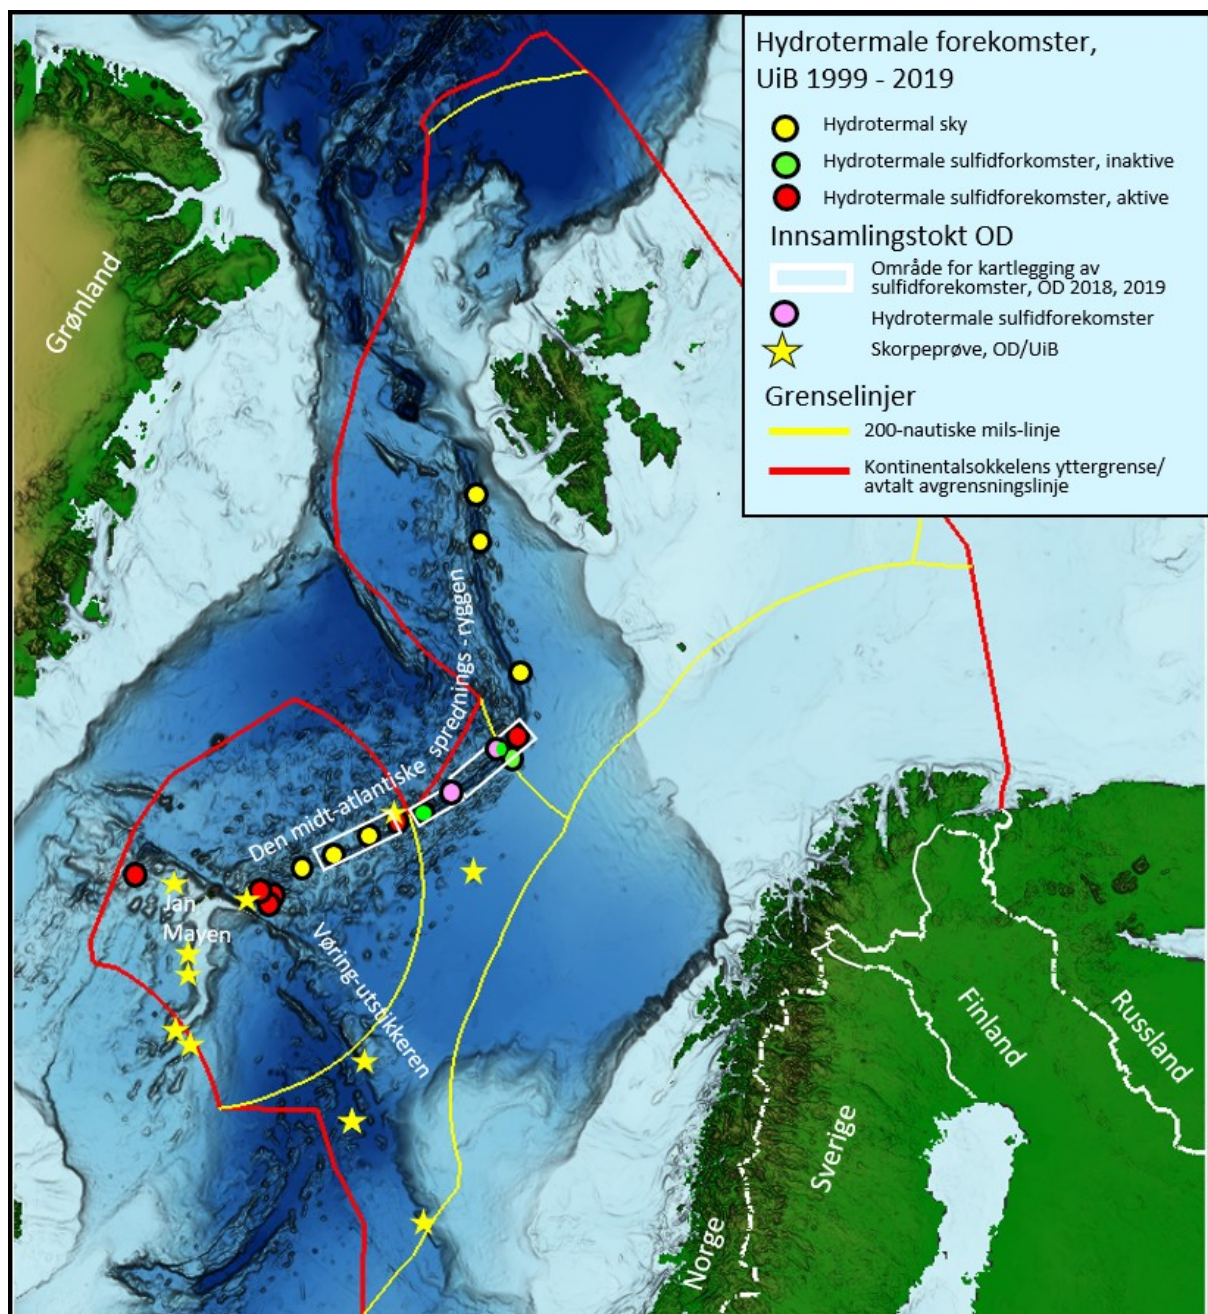 Hydrotermale forekomster,
UiB 1999 - 2019
Hydrotermal sky
Hydrotermale sulfidforkomster, inaktive
Hydrotermale sulfidforekomster, aktive
Innsamlingstokt OD
Område for kartlegging av
sulfidforekomster, OD 2018, 2019
Hydrotermale sulfidforekomster
Skorpeprøve, OD/UiB
Grenselinjer
200-nautiske mils-linje
Kontinentalsokkelens yttergrense/
avtalt avgrensningslinje
Grønland
Den midt-atlantiske sprednings - ryggen
Jan
Mayen
Vøring-utstikkeren
Norge
Sverige
Finland
Russland